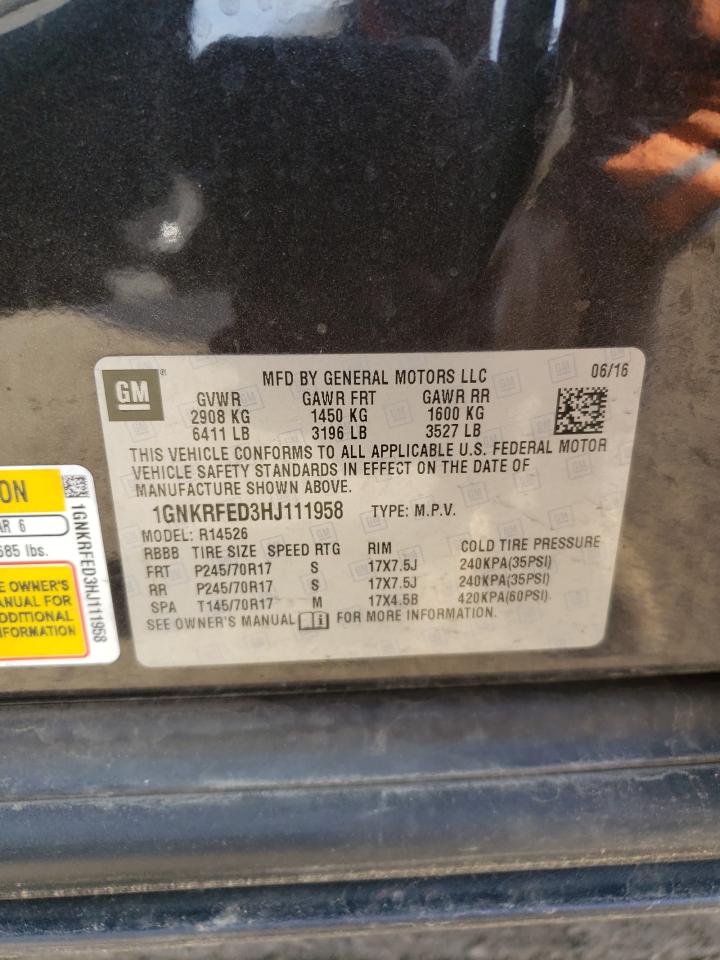 GM
MFD BY GENERAL MOTORS LLC 06/16
GVWR GAWR FRT GAWR RR
2908 KG 1450 KG 1600 KG
6411 LB 3196 LB 3527 LB
THIS VEHICLE CONFORMS TO ALL APPLICABLE U.S. FEDERAL MOTOR
VEHICLE SAFETY STANDARDS IN EFFECT ON THE DATE OF
MANUFACTURE SHOWN ABOVE.
1GNKRFED3HJ111958 TYPE: M.P.V.
MODEL: R14526
RBBB TIRE SIZE SPEED RTG RIM COLD TIRE PRESSURE
FRT P245/70R17 S 17X7.5J 240KPA(35PSI)
RR P245/70R17 S 17X7.5J 240KPA(35PSI)
SPA T145/70R17 M 17X4.5B 420KPA(60PSI)
SEE OWNER'S MANUAL FOR MORE INFORMATION.
ON
AR 6
685 lbs.
E OWNER'S
ANUAL FOR
DDITIONAL
NFORMATION
1GNKRFED3HJ111958